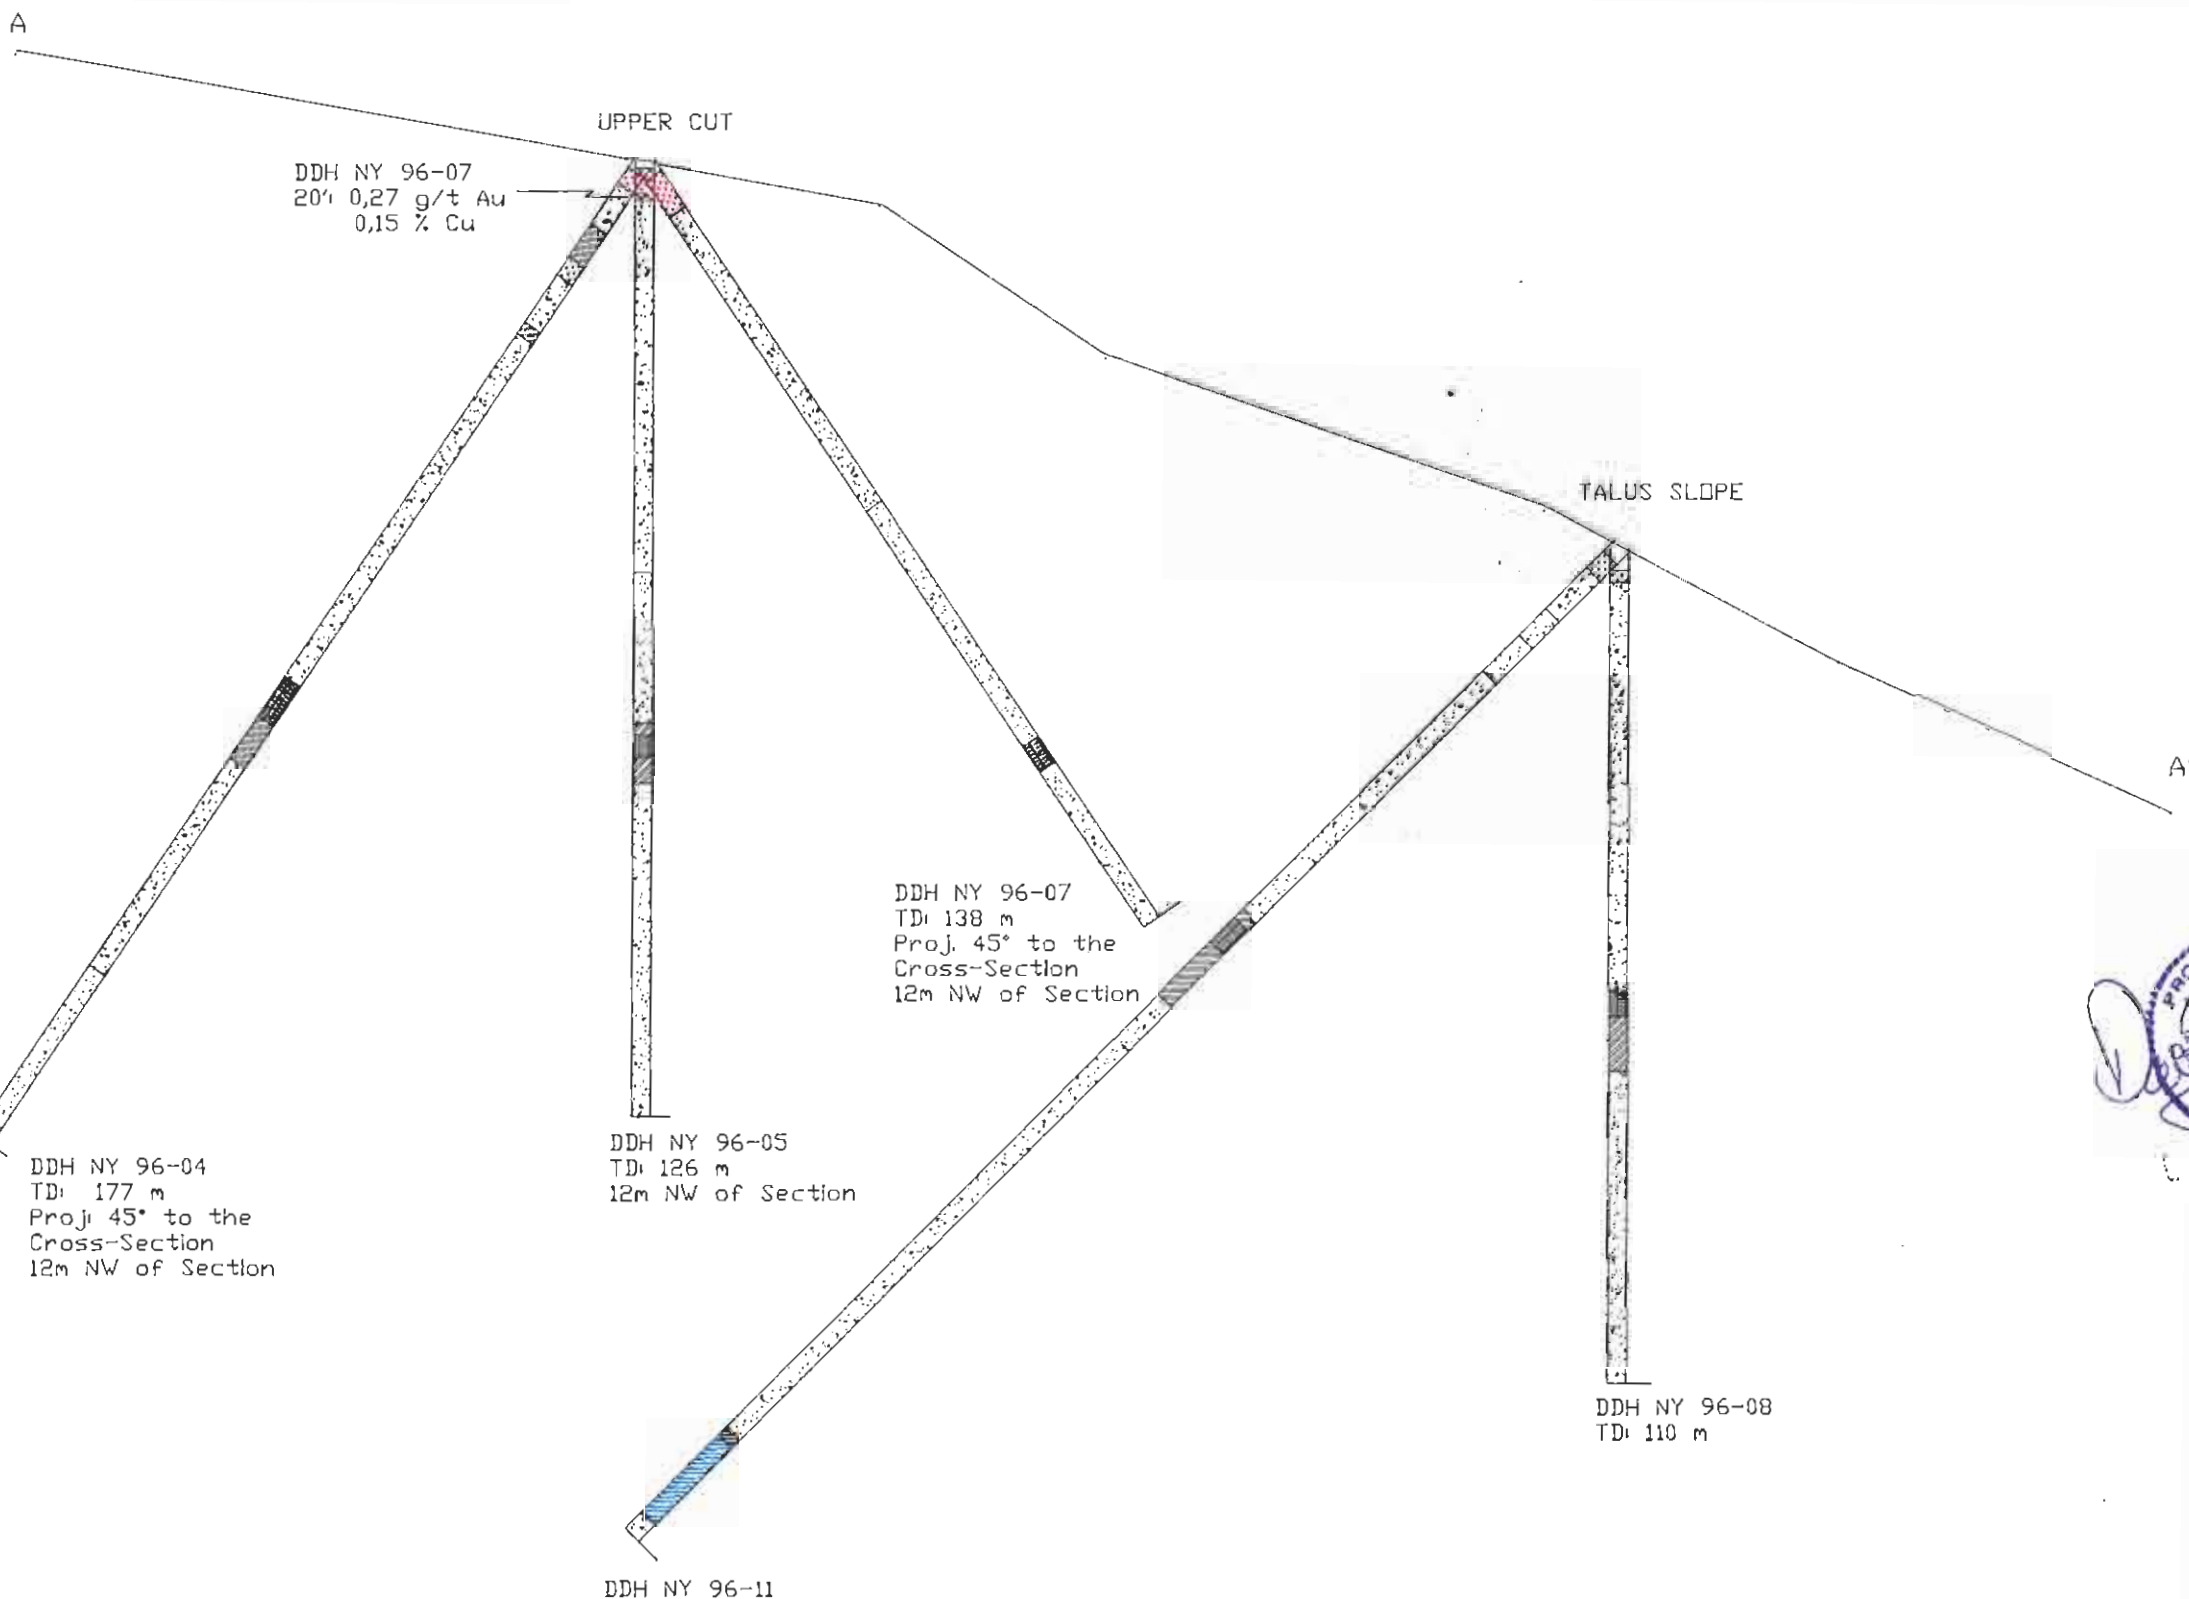 A
UPPER CUT
DDH NY 96-07
20': 0,27 g/t Au
0,15 % Cu
TALUS SLOPE
A'
DDH NY 96-07
TD: 138 m
Proj. 45° to the
Cross-Section
12m NW of Section
DDH NY 96-05
TD: 126 m
12m NW of Section
DDH NY 96-04
TD: 177 m
Proj: 45° to the
Cross-Section
12m NW of Section
DDH NY 96-08
TD: 110 m
DDH NY 96-11